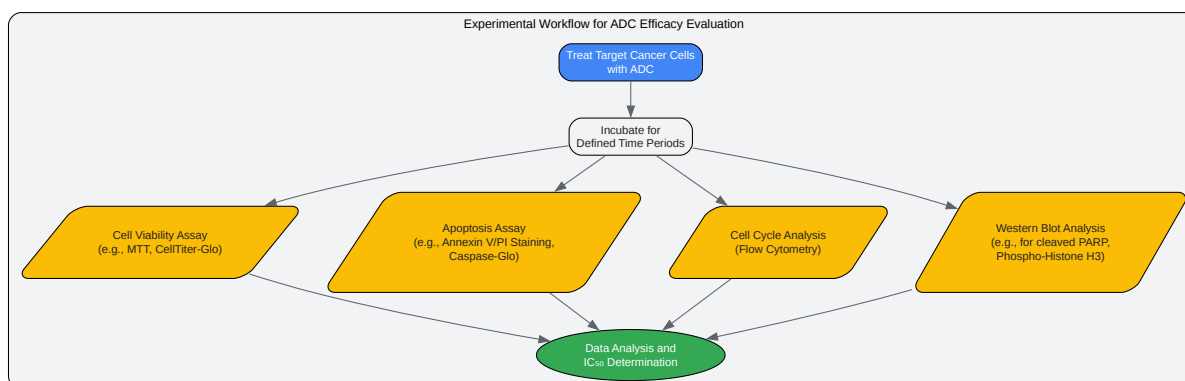 Experimental Workflow for ADC Efficacy Evaluation
Treat Target Cancer Cells
with ADC
Incubate for
Defined Time Periods
Cell Viability Assay
(e.g., MTT, CellTiter-Glo)
Apoptosis Assay
(e.g., Annexin V/PI Staining,
Caspase-Glo)
Cell Cycle Analysis
(Flow Cytometry)
Western Blot Analysis
(e.g., for cleaved PARP,
Phospho-Histone H3)
Data Analysis and
IC₅₀ Determination